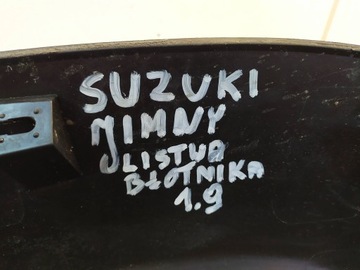 SUZUKI
JIMNY
LISTWA
BŁOTNIKA
1.9